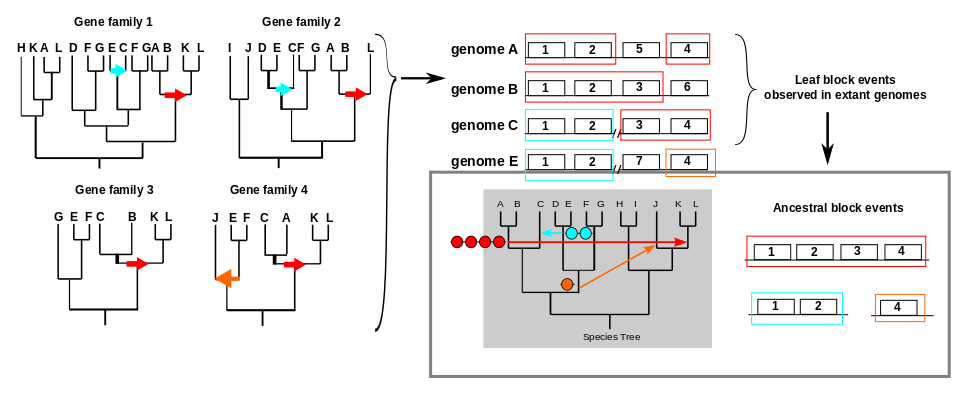 Gene family 1
H K A L D F G E C F G A B K L
Gene family 2
I J D E C F G A B L
Gene family 3
G E F C B K L
Gene family 4
J E F C A K L
genome A 1 2 5 4
genome B 1 2 3 6
genome C 1 2 // 3 4
genome E 1 2 // 7 4
Leaf block events
observed in extant genomes
A B C D E F G H I J K L
Species Tree
Ancestral block events
1 2 3 4
1 2
4